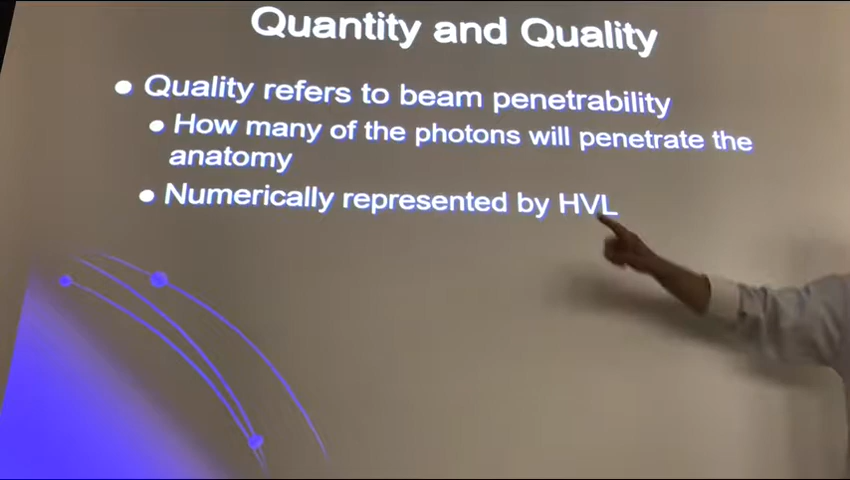 Quantity and Quality
Quality refers to beam penetrability
How many of the photons will penetrate the
anatomy
Numerically represented by HVL